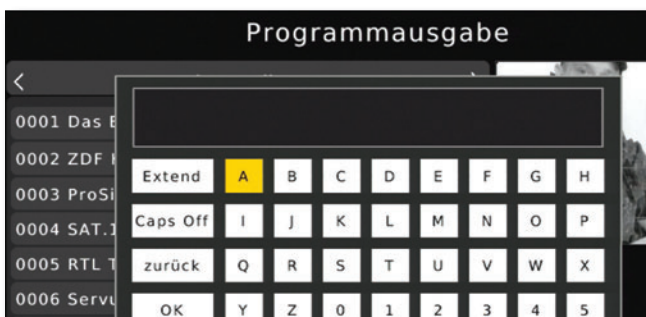 Programmausgabe
<
0001 Das
0002 ZDF
0003 ProSi
0004 SAT.1
0005 RTL
0006 Servu
Extend A B C D E F G H
Caps Off I J K L M N O P
zurück Q R S T U V W X
OK Y Z 0 1 2 3 4 5